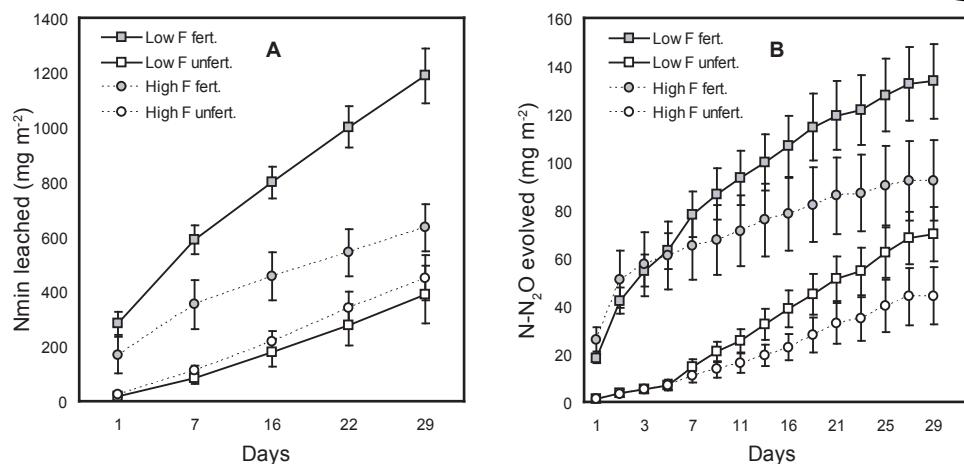 1400
1200
1000
800
600
400
200
0
Nmin leached (mg m⁻²)
Low F fert.
Low F unfert.
High F fert.
High F unfert.
A
1 7 16 22 29
Days
160
140
120
100
80
60
40
20
0
N-N₂O evolved (mg m⁻²)
Low F fert.
Low F unfert.
High F fert.
High F unfert.
B
1 3 7 11 16 21 25 29
Days